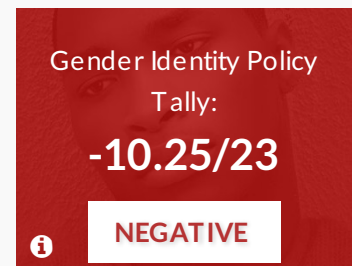 Gender Identity Policy
Tally:
-10.25/23
NEGATIVE